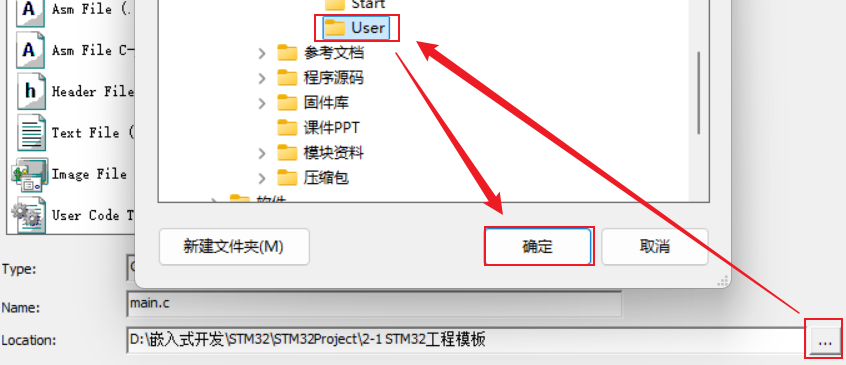 Start
Asm File (.
User
Asm File C-
参考文档
程序源码
Header File
固件库
Text File (
课件PPT
模块资料
Image File
压缩包
软件
User Code T
新建文件夹(M)
确定
取消
Type:
Name:
main.c
Location:
D:\嵌入式开发\STM32\STM32Project\2-1 STM32工程模板
...